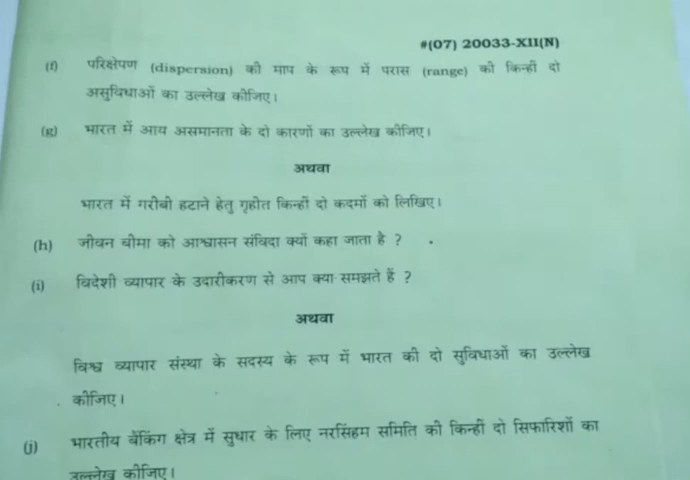 #(07) 20033-XII(N)
(f) परिक्षेपण (dispersion) की माप के रूप में परास (range) की किन्हीं दो
असुविधाओं का उल्लेख कीजिए।
(g) भारत में आय असमानता के दो कारणों का उल्लेख कीजिए।
अथवा
भारत में गरीबी हटाने हेतु गृहीत किन्हीं दो कदमों को लिखिए।
(h) जीवन बीमा को आश्वासन संविदा क्यों कहा जाता है ?
(i) विदेशी व्यापार के उदारीकरण से आप क्या समझते हैं ?
अथवा
विश्व व्यापार संस्था के सदस्य के रूप में भारत की दो सुविधाओं का उल्लेख
कीजिए।
(j) भारतीय बैंकिंग क्षेत्र में सुधार के लिए नरसिंहम समिति की किन्हीं दो सिफारिशों का
उल्लेख कीजिए।